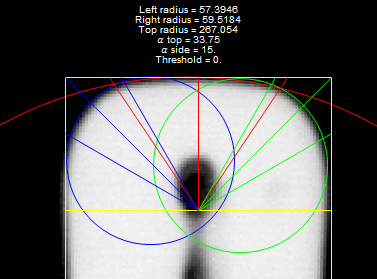 Left radius = 57.3946
Right radius = 59.5184
Top radius = 267.054
α top = 33.75
α side = 15.
Threshold = 0.